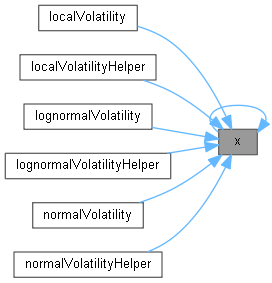 localVolatility
localVolatilityHelper
lognormalVolatility
x
lognormalVolatilityHelper
normalVolatility
normalVolatilityHelper